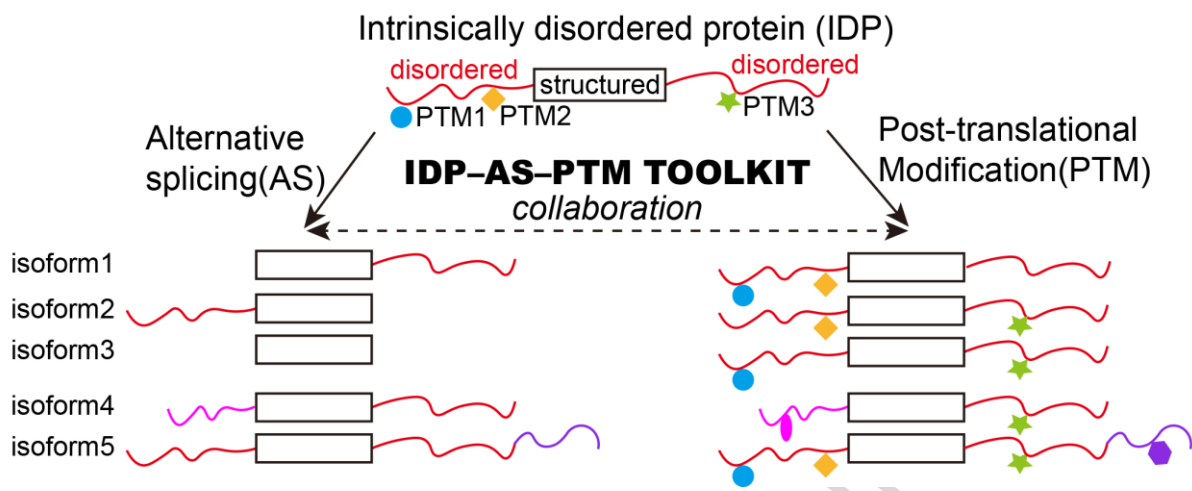 Intrinsically disordered protein (IDP)
disordered
disordered
structured
PTM1
PTM2
PTM3
Alternative
splicing(AS)
Post-translational
Modification(PTM)
IDP–AS–PTM TOOLKIT
collaboration
isoform1
isoform2
isoform3
isoform4
isoform5